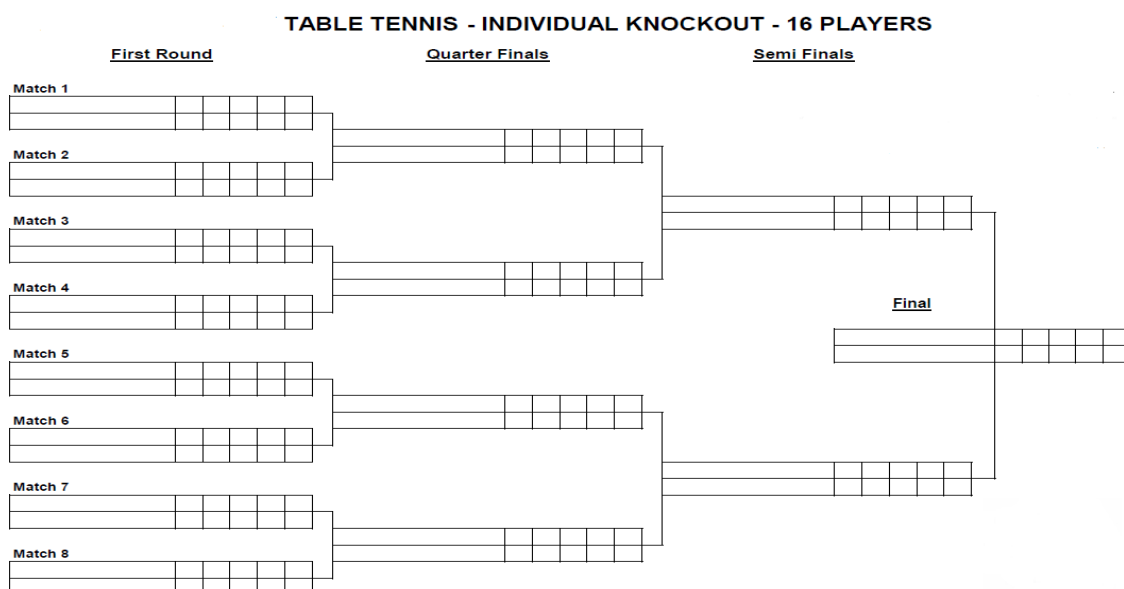 TABLE TENNIS - INDIVIDUAL KNOCKOUT - 16 PLAYERS
First Round
Quarter Finals
Semi Finals
Match 1
Match 2
Match 3
Match 4
Final
Match 5
Match 6
Match 7
Match 8